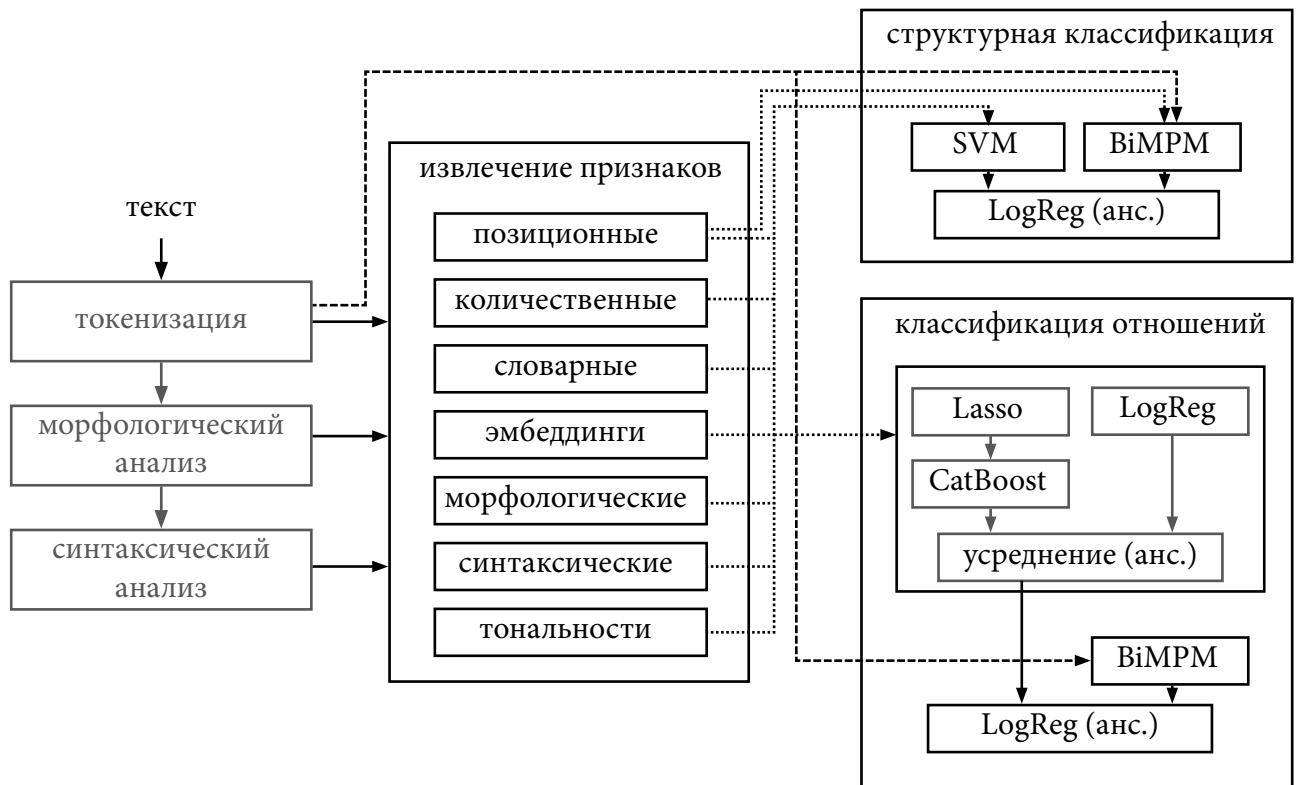 текст
токенизация
морфологический
анализ
синтаксический
анализ
извлечение признаков
позиционные
количественные
словарные
эмбеддинги
морфологические
синтаксические
тональности
структурная классификация
SVM
BiMPM
LogReg (анс.)
классификация отношений
Lasso
LogReg
CatBoost
усреднение (анс.)
BiMPM
LogReg (анс.)